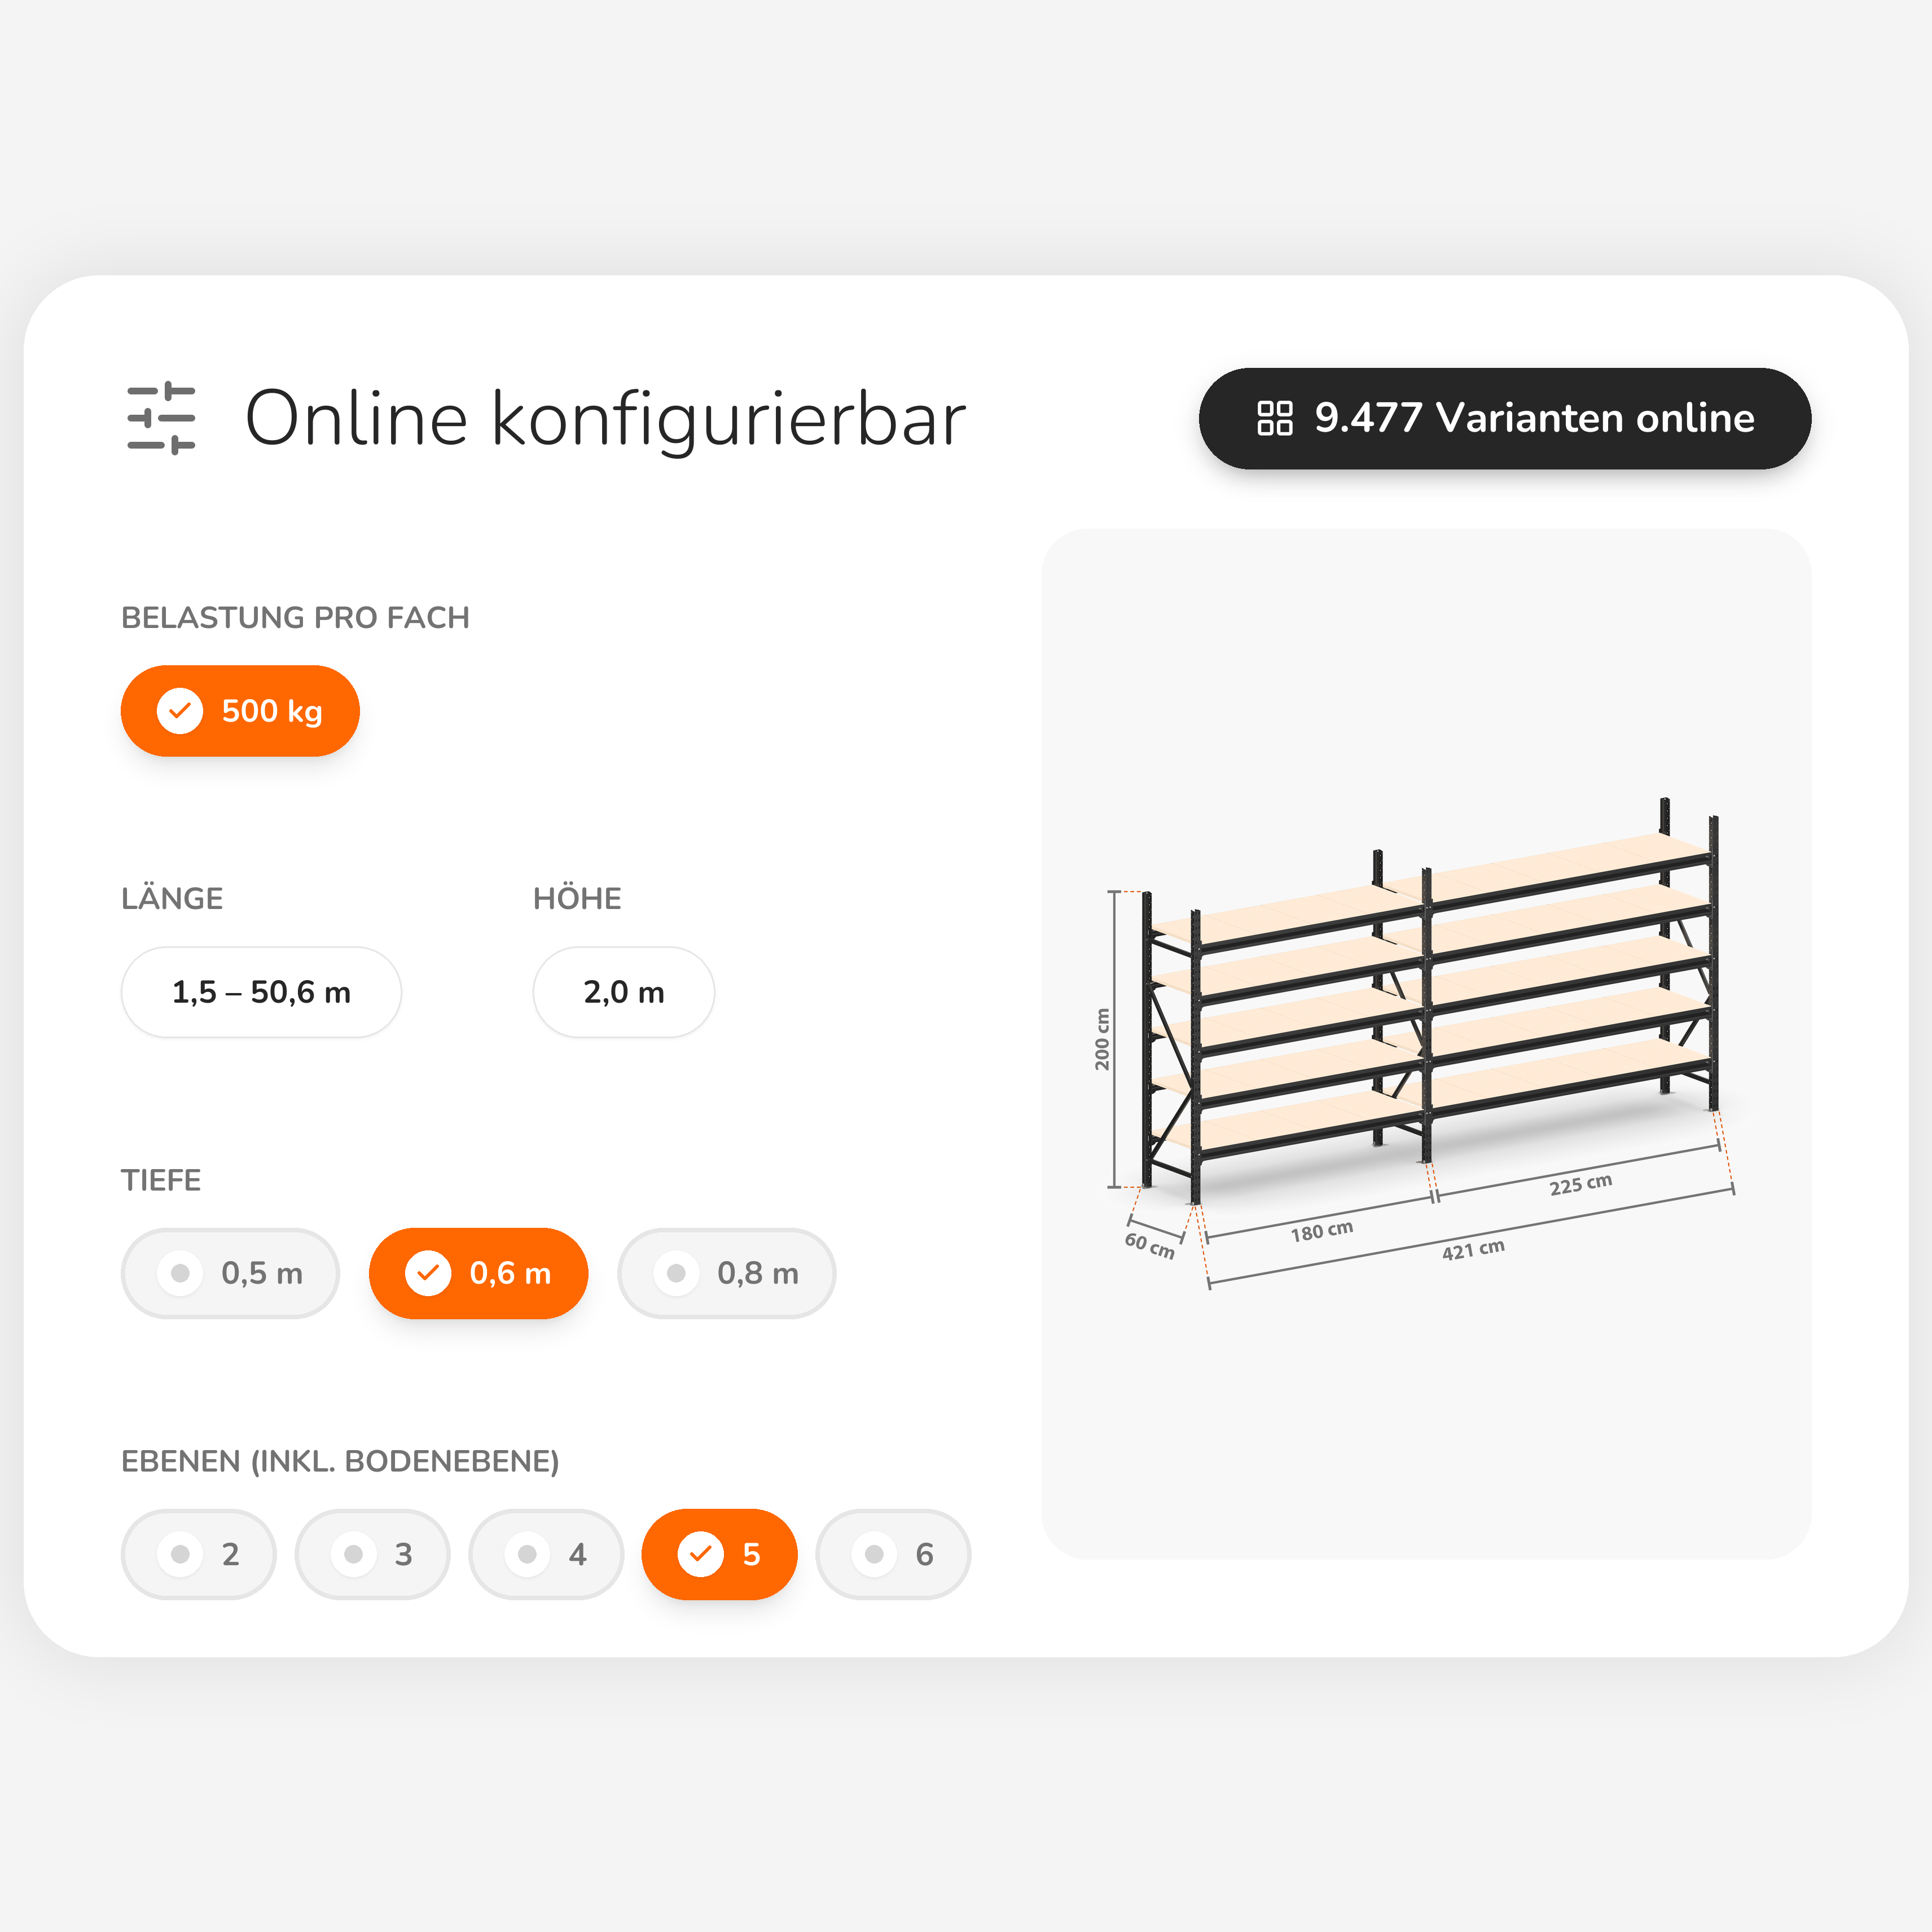 Online konfigurierbar
9.477 Varianten online
BELASTUNG PRO FACH
500 kg
LÄNGE
HÖHE
1,5 – 50,6 m
2,0 m
TIEFE
0,5 m
0,6 m
0,8 m
EBENEN (INKL. BODENEBENE)
2
3
4
5
6
200 cm
60 cm
180 cm
225 cm
421 cm